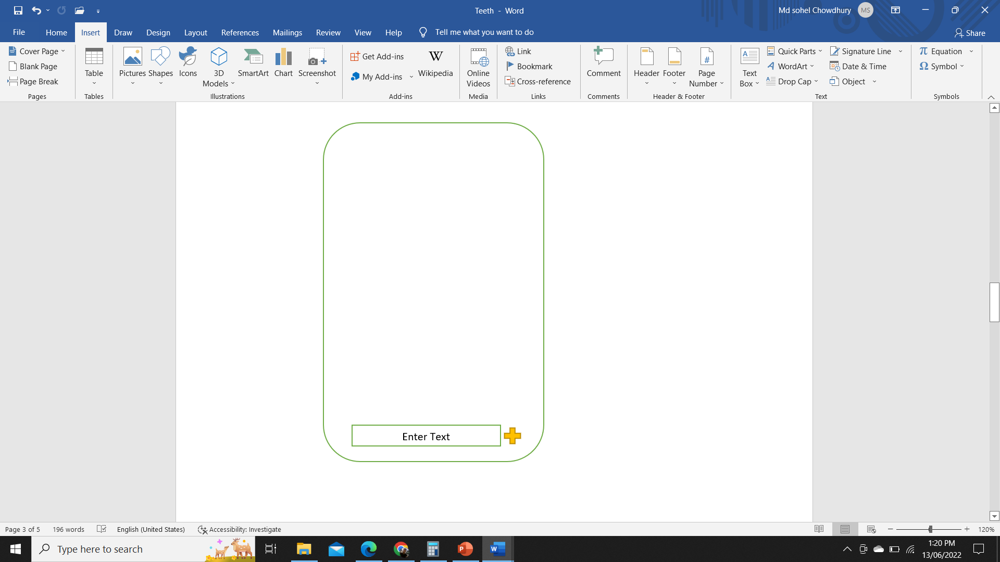 Teeth - Word
Md sohel Chowdhury MS
File Home Insert Draw Design Layout References Mailings Review View Help Tell me what you want to do Share
Cover Page
Blank Page
Page Break
Pages
Table
Tables
Pictures Shapes Icons 3D Models SmartArt Chart Screenshot
Illustrations
Get Add-ins
My Add-ins
Wikipedia
W
Add-ins
Online Videos
Media
Link
Bookmark
Cross-reference
Links
Comment
Comments
Header Footer Page Number
#
Header & Footer
Text Box
A
Quick Parts
WordArt
Drop Cap
Signature Line
Date & Time
Object
Text
π Equation
Ω Symbol
Symbols
Enter Text
Page 3 of 5 196 words English (United States) Accessibility: Investigate 120%
Type here to search
P
W
1:20 PM
13/06/2022